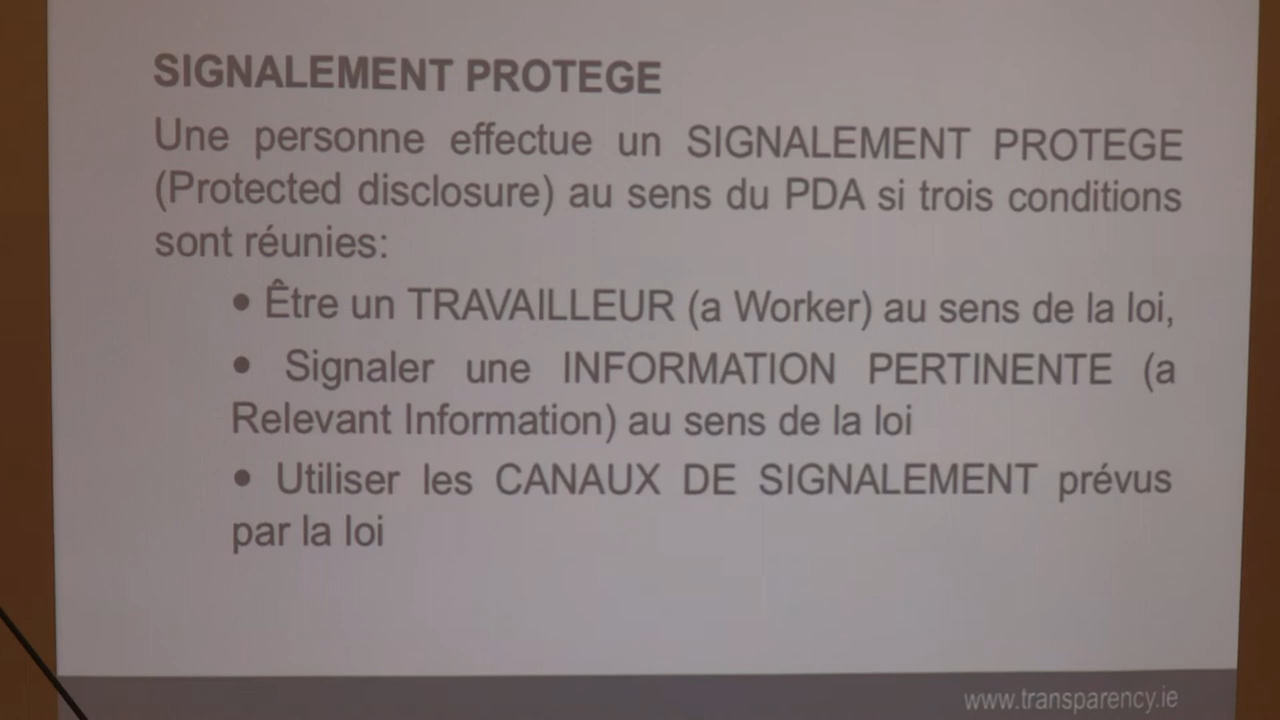 SIGNALEMENT PROTEGE
Une personne effectue un SIGNALEMENT PROTEGE
(Protected disclosure) au sens du PDA si trois conditions
sont réunies:
• Être un TRAVAILLEUR (a Worker) au sens de la loi,
• Signaler une INFORMATION PERTINENTE (a
Relevant Information) au sens de la loi
• Utiliser les CANAUX DE SIGNALEMENT prévus
par la loi
www.transparency.ie